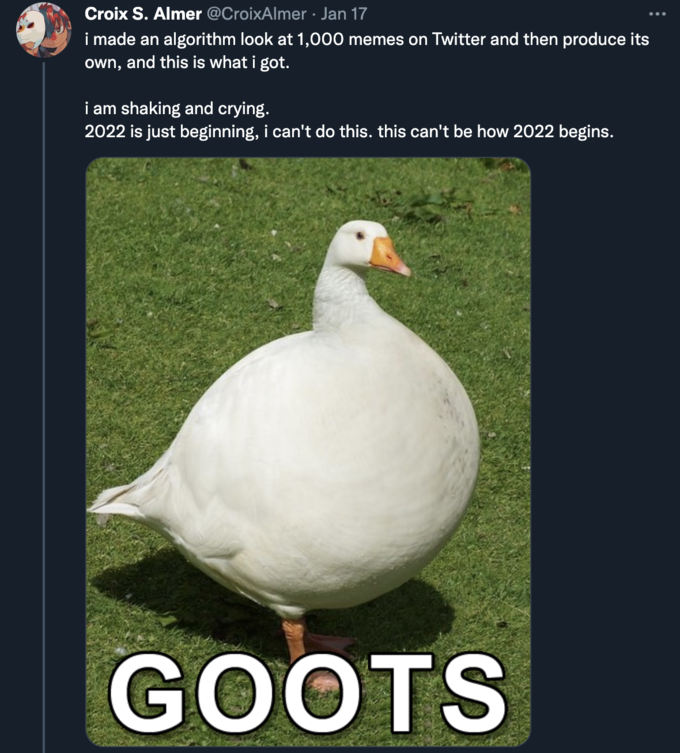 Croix S. Almer @CroixAlmer · Jan 17
i made an algorithm look at 1,000 memes on Twitter and then produce its
own, and this is what i got.
i am shaking and crying.
2022 is just beginning, i can't do this. this can't be how 2022 begins.
GOOTS